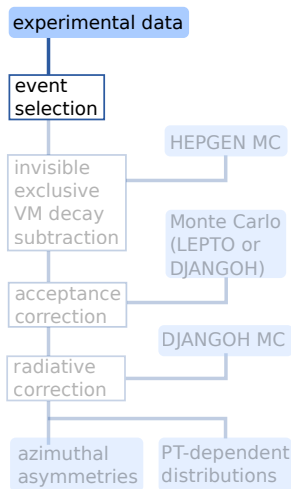 experimental data
event
selection
HEPGEN MC
invisible
exclusive
VM decay
subtraction
Monte Carlo
(LEPTO or
DJANGOH)
acceptance
correction
DJANGOH MC
radiative
correction
azimuthal
asymmetries
PT-dependent
distributions